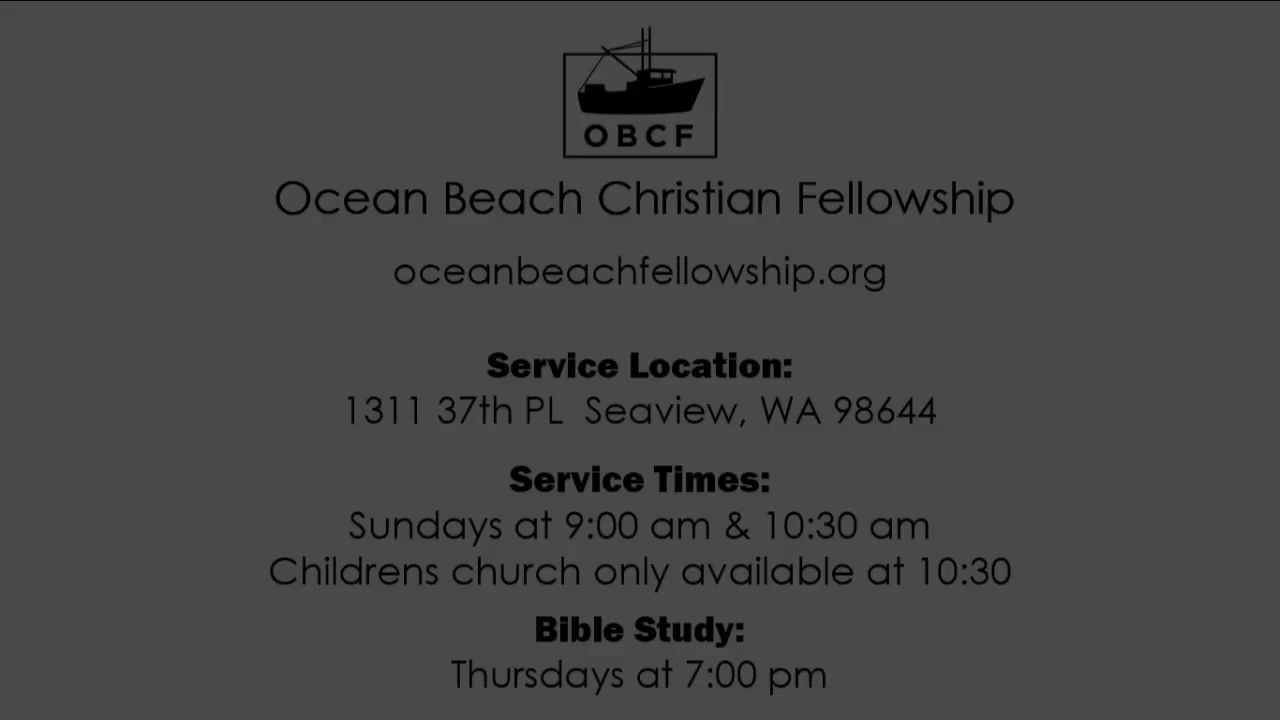 OBCF
Ocean Beach Christian Fellowship
oceanbeachfellowship.org
Service Location:
1311 37th PL  Seaview, WA 98644
Service Times:
Sundays at 9:00 am & 10:30 am
Childrens church only available at 10:30
Bible Study:
Thursdays at 7:00 pm